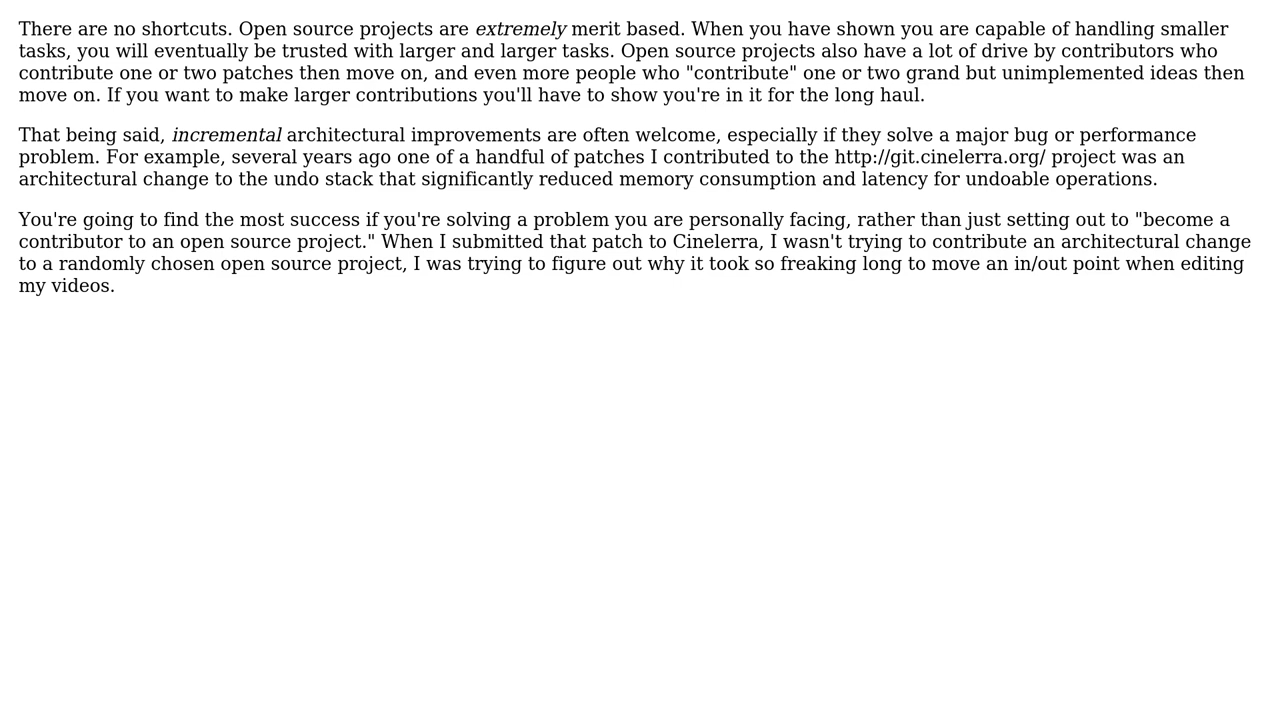 There are no shortcuts. Open source projects are extremely merit based. When you have shown you are capable of handling smaller
tasks, you will eventually be trusted with larger and larger tasks. Open source projects also have a lot of drive by contributors who
contribute one or two patches then move on, and even more people who "contribute" one or two grand but unimplemented ideas then
move on. If you want to make larger contributions you'll have to show you're in it for the long haul.
That being said, incremental architectural improvements are often welcome, especially if they solve a major bug or performance
problem. For example, several years ago one of a handful of patches I contributed to the http://git.cinelerra.org/ project was an
architectural change to the undo stack that significantly reduced memory consumption and latency for undoable operations.
You're going to find the most success if you're solving a problem you are personally facing, rather than just setting out to "become a
contributor to an open source project." When I submitted that patch to Cinelerra, I wasn't trying to contribute an architectural change
to a randomly chosen open source project, I was trying to figure out why it took so freaking long to move an in/out point when editing
my videos.